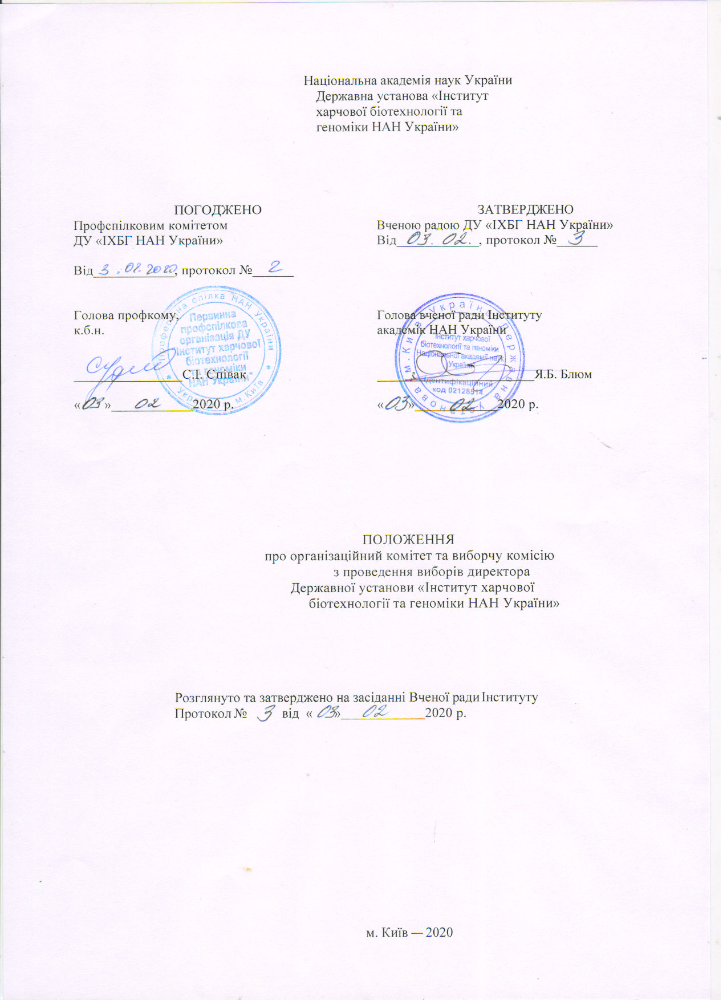 Національна академія наук України
Державна установа «Інститут
харчової біотехнології та
геноміки НАН України»
ПОГОДЖЕНО
Профспілковим комітетом
ДУ «ІХБГ НАН України»
Від 3.02.2020, протокол № 2
Голова профкому,
к.б.н.
С.І. Співак
«03» 02 2020 р.
Професійна спілка НАН України
Первинна
профспілкова
організація ДУ
"Інститут харчової
біотехнології
та геноміки
НАН України"
* Україна м.Київ *
ЗАТВЕРДЖЕНО
Вченою радою ДУ «ІХБГ НАН України»
Від 03. 02., протокол № 3
Голова вченої ради Інституту
академік НАН України
Я.Б. Блюм
«03» 02 2020 р.
м.Київ Україна Державна установа
"Інститут харчової
біотехнології та геноміки
Національної академії наук
України"
Ідентифікаційний
код 02128514
ПОЛОЖЕННЯ
про організаційний комітет та виборчу комісію
з проведення виборів директора
Державної установи «Інститут харчової
біотехнології та геноміки НАН України»
Розглянуто та затверджено на засіданні Вченої ради Інституту
Протокол № 3 від «03» 02 2020 р.
м. Київ — 2020